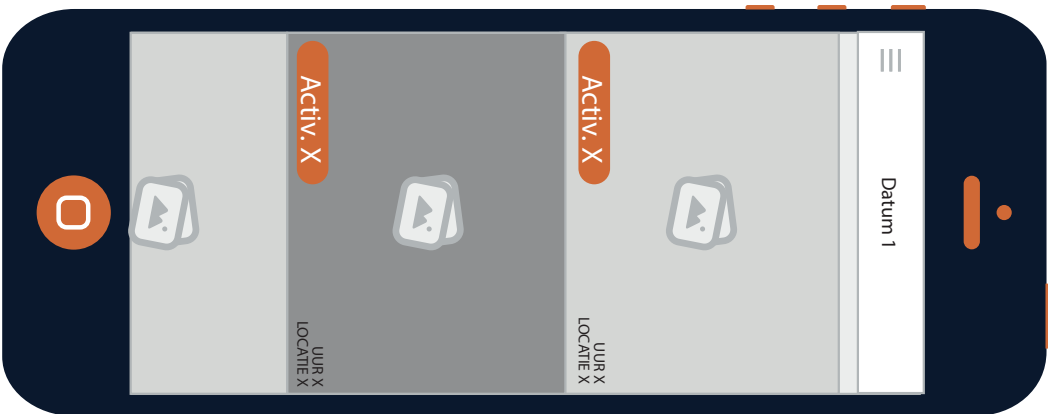 Datum 1
Activ. X
UUR X
LOCATIE X
Activ. X
UUR X
LOCATIE X